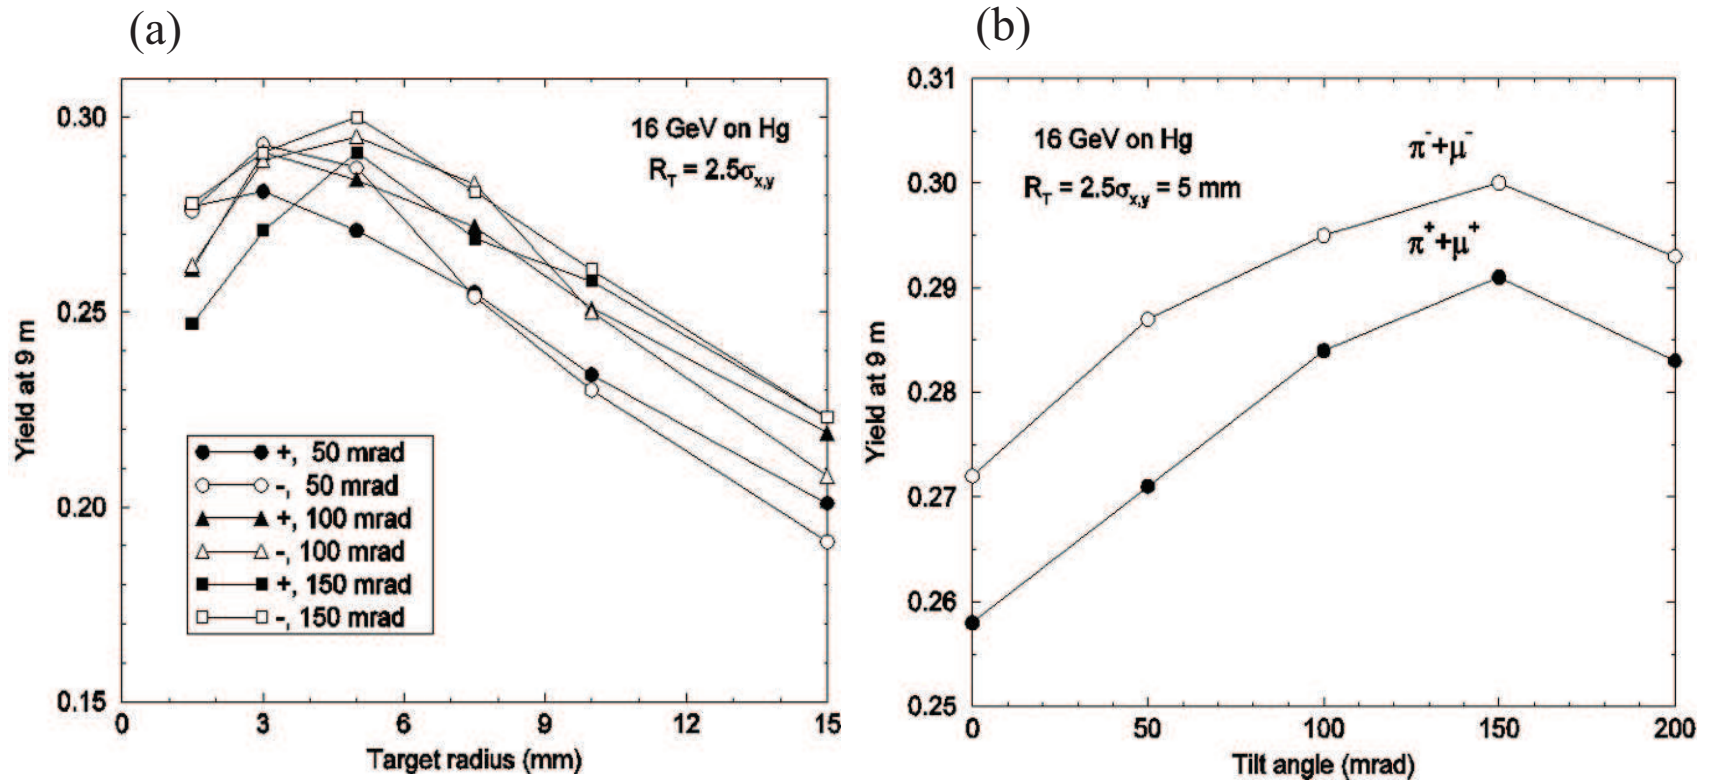 (a)
0.30
0.25
0.20
0.15
Yield at 9 m
16 GeV on Hg
R_T = 2.5σ_x,y
+, 50 mrad
-, 50 mrad
+, 100 mrad
-, 100 mrad
+, 150 mrad
-, 150 mrad
0 3 6 9 12 15
Target radius (mm)
(b)
0.31
0.30
0.29
0.28
0.27
0.26
0.25
Yield at 9 m
16 GeV on Hg
R_T = 2.5σ_x,y = 5 mm
π⁻+μ⁻
π⁺+μ⁺
0 50 100 150 200
Tilt angle (mrad)